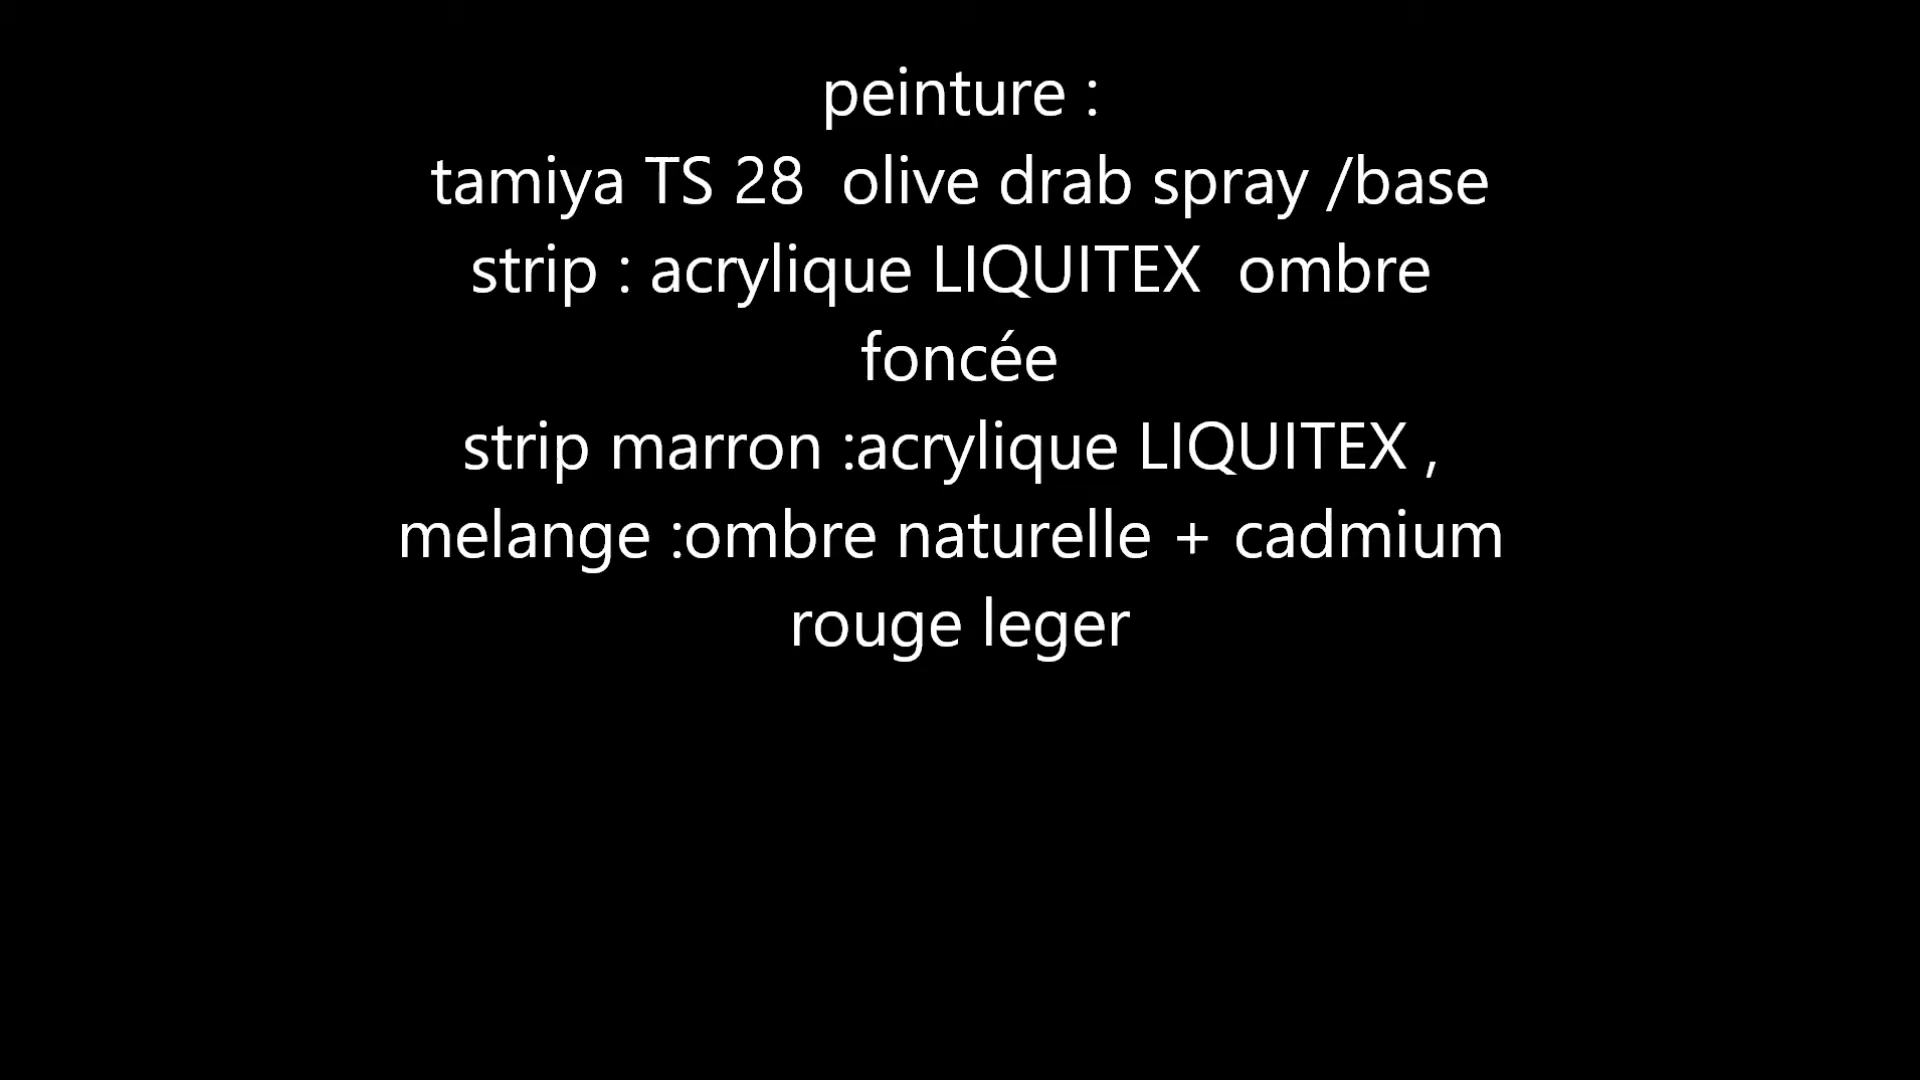 peinture :
tamiya TS 28  olive drab spray /base
strip : acrylique LIQUITEX  ombre
foncée
strip marron :acrylique LIQUITEX ,
melange :ombre naturelle + cadmium
rouge leger